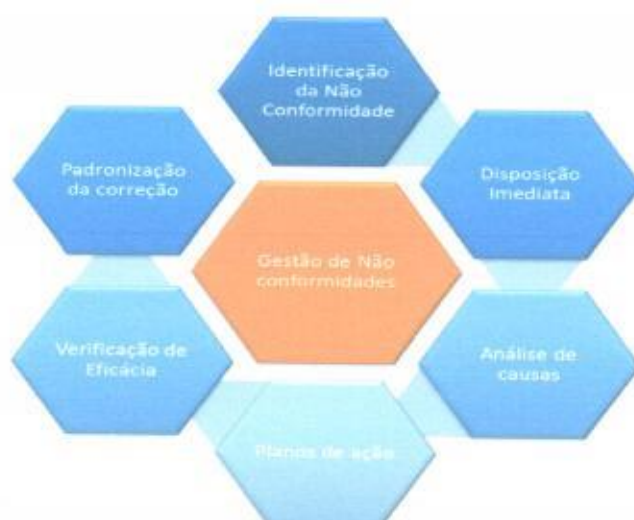 Identificação
da Não
Conformidade
Disposição
Imediata
Análise de
causas
Planos de ação
Verificação de
Eficácia
Padronização
da correção
Gestão de Não
conformidades